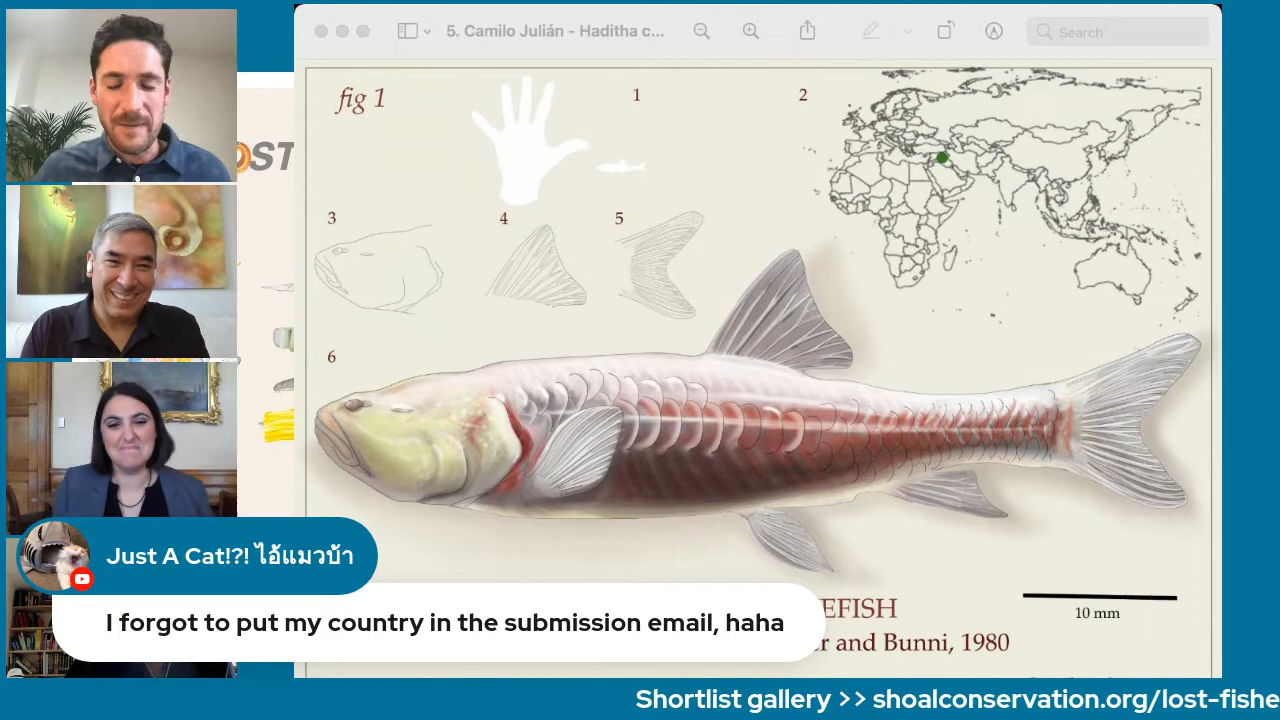 5. Camilo Julián - Haditha c...
Search
OST
fig 1
1
2
3
4
5
6
10 mm
EFISH
r and Bunni, 1980
Just A Cat!?! ไอ้แมวบ้า
I forgot to put my country in the submission email, haha
Shortlist gallery >> shoalconservation.org/lost-fishe